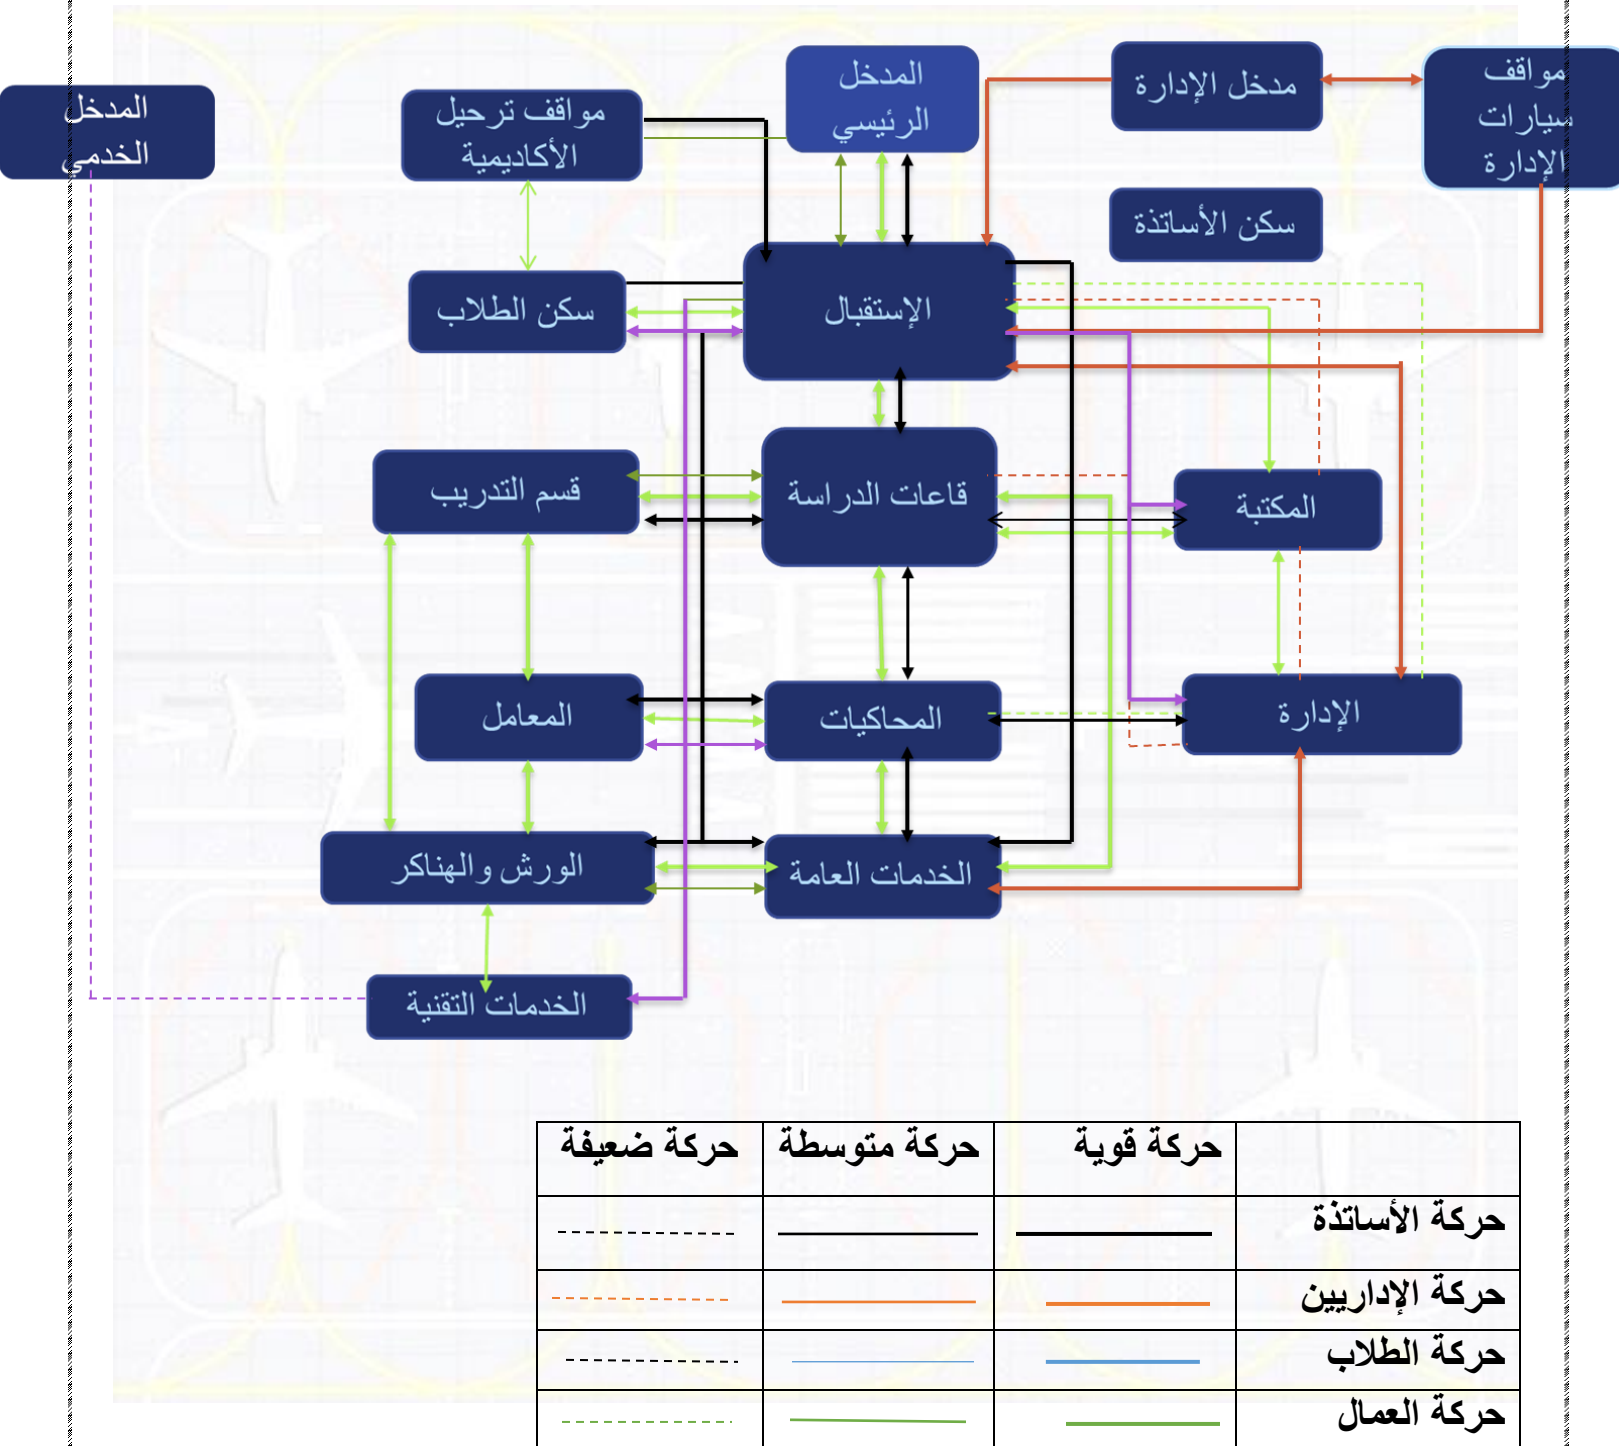 مواقف
سيارات
الإدارة
مدخل الإدارة
المدخل
الرئيسي
مواقف ترحيل
الأكاديمية
المدخل
الخدمي
سكن الأساتذة
الإستقبال
سكن الطلاب
المكتبة
قاعات الدراسة
قسم التدريب
الإدارة
المحاكيات
المعامل
الخدمات العامة
الورش والهناكر
الخدمات التقنية
حركة قوية
حركة متوسطة
حركة ضعيفة
حركة الأساتذة
حركة الإداريين
حركة الطلاب
حركة العمال